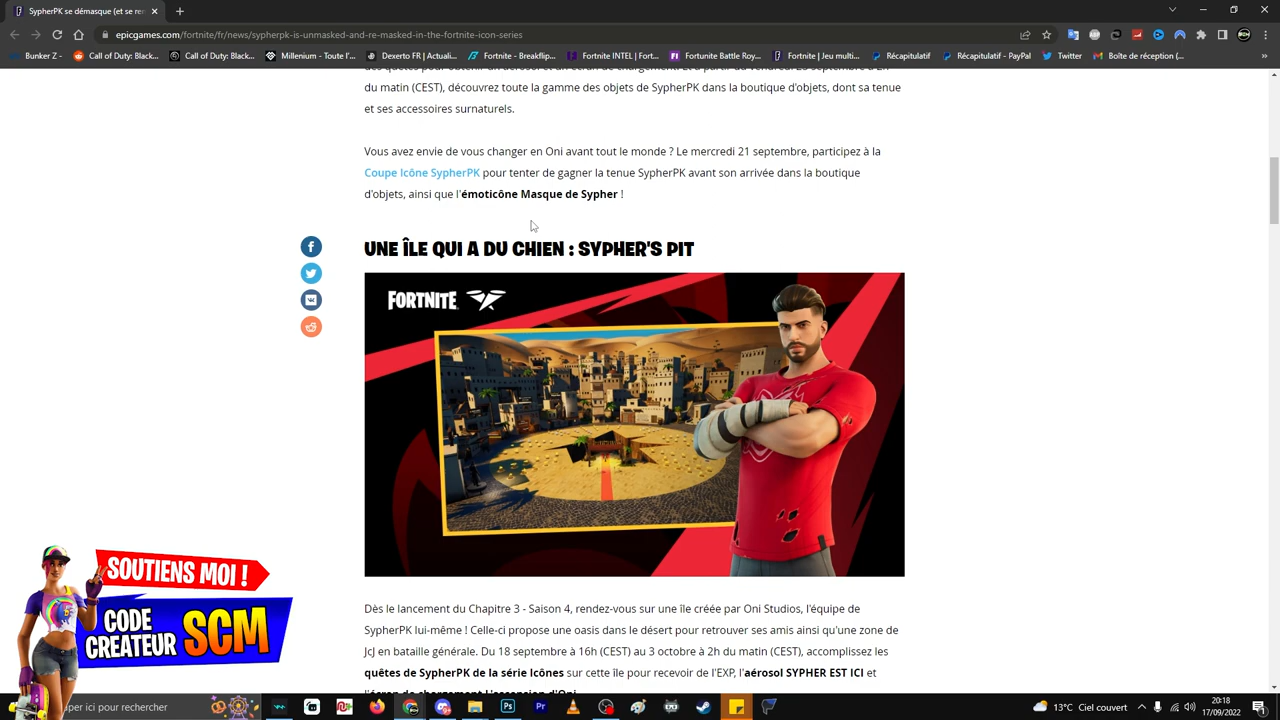 SypherPK se démasque (et se re
epicgames.com/fortnite/fr/news/sypherpk-is-unmasked-and-re-masked-in-the-fortnite-icon-series
Bunker Z -
Call of Duty: Black...
Call of Duty: Black...
Millenium - Toute l'...
Dexerto FR | Actuali...
Fortnite - Breakflip...
Fortnite INTEL | Fort...
Fortunite Battle Roy...
Fortnite | Jeu multi...
Récapitulatif
Récapitulatif - PayPal
Twitter
Boîte de réception (...
»
du matin (CEST), découvrez toute la gamme des objets de SypherPK dans la boutique d'objets, dont sa tenue
et ses accessoires surnaturels.
Vous avez envie de vous changer en Oni avant tout le monde ? Le mercredi 21 septembre, participez à la
Coupe Icône SypherPK pour tenter de gagner la tenue SypherPK avant son arrivée dans la boutique
d'objets, ainsi que l'émoticône Masque de Sypher !
UNE ÎLE QUI A DU CHIEN : SYPHER'S PIT
FORTNITE
Dès le lancement du Chapitre 3 - Saison 4, rendez-vous sur une île créée par Oni Studios, l'équipe de
SypherPK lui-même ! Celle-ci propose une oasis dans le désert pour retrouver ses amis ainsi qu'une zone de
JcJ en bataille générale. Du 18 septembre à 16h (CEST) au 3 octobre à 2h du matin (CEST), accomplissez les
quêtes de SypherPK de la série Icônes sur cette île pour recevoir de l'EXP, l'aérosol SYPHER EST ICI et
l'écran de chargement L'ascension d'Oni
SOUTIENS MOI !
CODE
CREATEUR SCM
aper ici pour rechercher
13°C Ciel couvert
20:18
17/09/2022